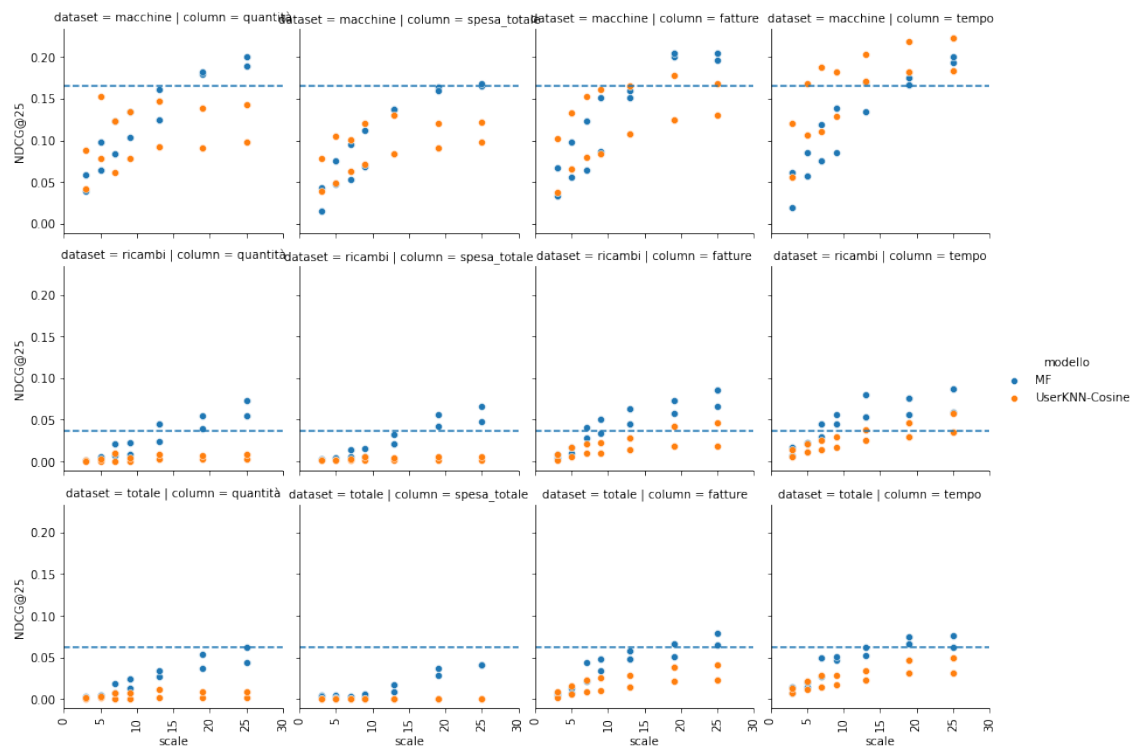 dataset = macchine | column = quantità
dataset = macchine | column = spesa_totale
dataset = macchine | column = fatture
dataset = macchine | column = tempo
0.20
0.15
0.10
0.05
0.00
NDCG@25
dataset = ricambi | column = quantità
dataset = ricambi | column = spesa_totale
dataset = ricambi | column = fatture
dataset = ricambi | column = tempo
0.20
0.15
0.10
0.05
0.00
NDCG@25
modello
MF
UserKNN-Cosine
dataset = totale | column = quantità
dataset = totale | column = spesa_totale
dataset = totale | column = fatture
dataset = totale | column = tempo
0.20
0.15
0.10
0.05
0.00
NDCG@25
0 5 10 15 20 25 30
0 5 10 15 20 25 30
0 5 10 15 20 25 30
0 5 10 15 20 25 30
scale
scale
scale
scale